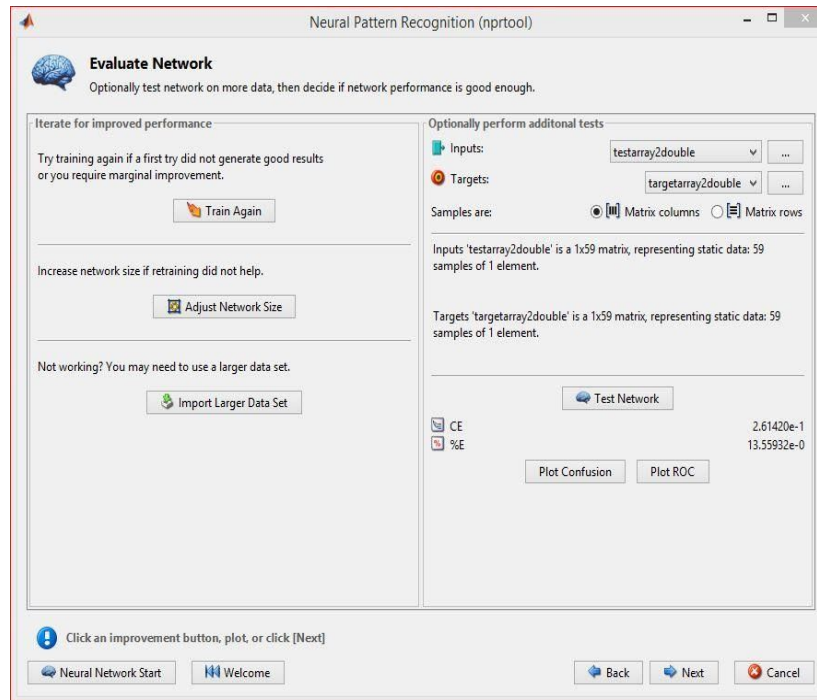 Neural Pattern Recognition (nprtool)
Evaluate Network
Optionally test network on more data, then decide if network performance is good enough.
Iterate for improved performance
Try training again if a first try did not generate good results
or you require marginal improvement.
Train Again
Increase network size if retraining did not help.
Adjust Network Size
Not working? You may need to use a larger data set.
Import Larger Data Set
Optionally perform additonal tests
Inputs: testarray2double ...
Targets: targetarray2double ...
Samples are: Matrix columns Matrix rows
Inputs 'testarray2double' is a 1x59 matrix, representing static data: 59
samples of 1 element.
Targets 'targetarray2double' is a 1x59 matrix, representing static data: 59
samples of 1 element.
Test Network
CE 2.61420e-1
%E 13.55932e-0
Plot Confusion Plot ROC
Click an improvement button, plot, or click [Next]
Neural Network Start Welcome Back Next Cancel